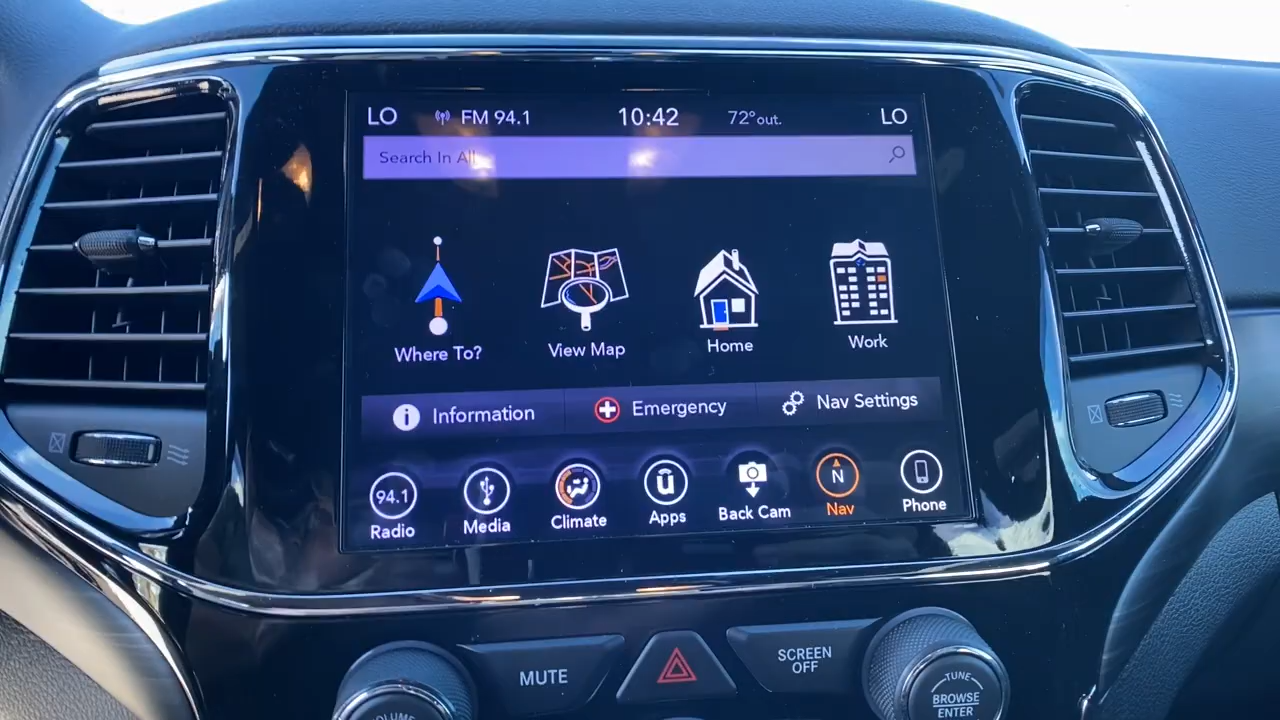 LO FM 94.1 10:42 72° out. LO
Search In All
Where To? View Map Home Work
Information Emergency Nav Settings
94.1 N
Radio Media Climate Apps Back Cam Nav Phone
MUTE SCREEN OFF
VOLUME TUNE
BROWSE
ENTER